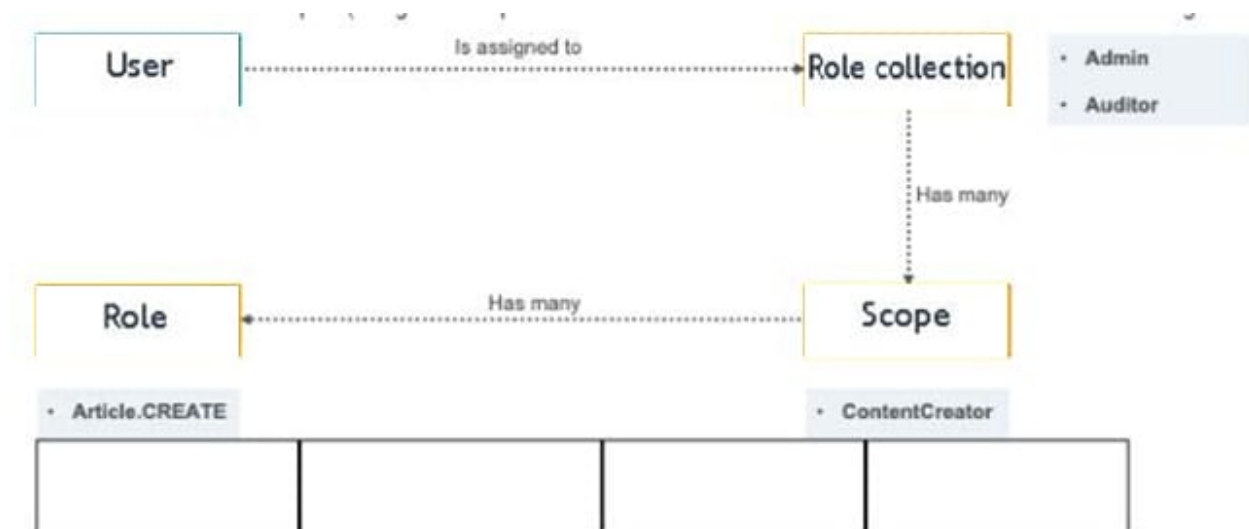 User
Is assigned to
Role collection
• Admin
• Auditor
Has many
Role
Has many
Scope
• Article.CREATE
• ContentCreator